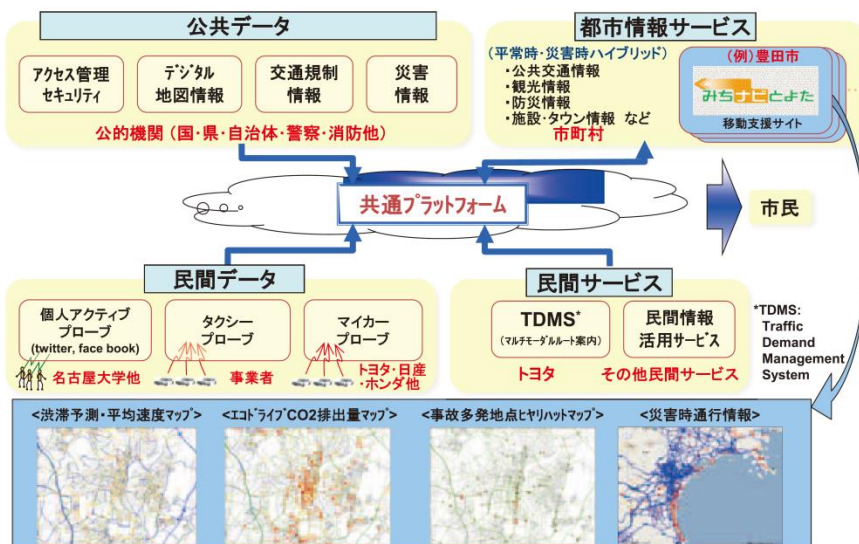 公共データ
アクセス管理
セキュリティ
デジタル
地図情報
交通規制
情報
災害
情報
公的機関（国・県・自治体・警察・消防他）
都市情報サービス
（平常時・災害時ハイブリッド）
・公共交通情報
・観光情報
・防災情報
・施設・タウン情報 など
市町村
（例）豊田市
みちナビとよた
移動支援サイト
共通プラットフォーム
市民
民間データ
個人アクティブ
プローブ
(twitter, face book)
名古屋大学他
タクシー
プローブ
事業者
マイカー
プローブ
トヨタ・日産
・ホンダ他
民間サービス
TDMS*
（マルチモーダルルート案内）
トヨタ
民間情報
活用サービス
その他民間サービス
*TDMS:
Traffic
Demand
Management
System
<渋滞予測・平均速度マップ>
<エコドライブCO2排出量マップ>
<事故多発地点ヒヤリハットマップ>
<災害時通行情報>